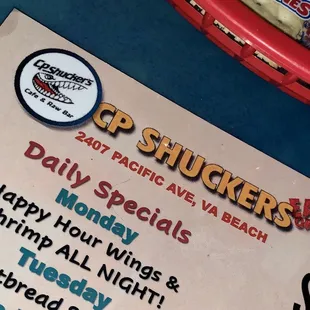 CP Shuckers
Cafe & Raw Bar
CP SHUCKERS
2407 PACIFIC AVE, VA BEACH
Daily Specials
Monday
Happy Hour Wings &
Shrimp ALL NIGHT!
Tuesday